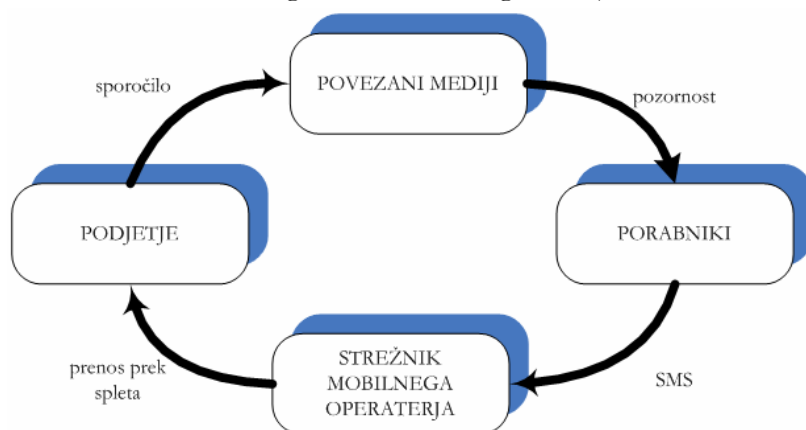 POVEZANI MEDIJI
sporočilo
pozornost
PODJETJE
PORABNIKI
prenos prek
spleta
STREŽNIK
MOBILNEGA
OPERATERJA
SMS